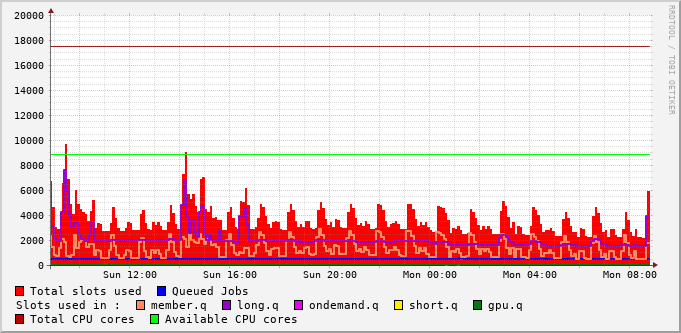 20000
18000
16000
14000
12000
10000
8000
6000
4000
2000
0
Sun 12:00 Sun 16:00 Sun 20:00 Mon 00:00 Mon 04:00 Mon 08:00
Total slots used Queued Jobs
Slots used in : member.q long.q ondemand.q short.q gpu.q
Total CPU cores Available CPU cores
RRDTOOL / TOBI OETIKER